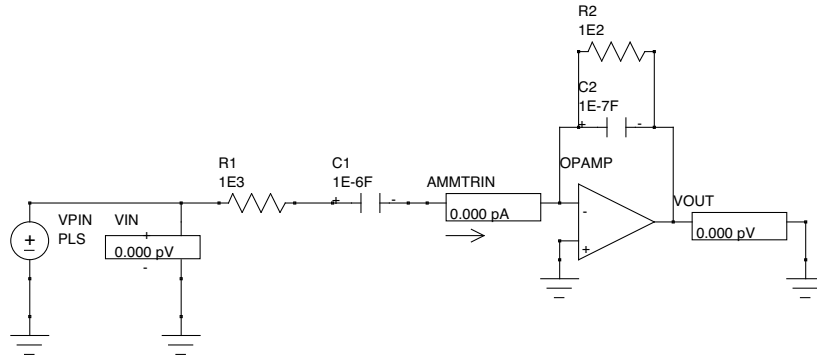 R2
1E2
C2
1E-7F
+ -
R1
1E3
C1
1E-6F
+ -
AMMTRIN
0.000 pA
OPAMP
-
+
VOUT
0.000 pV
VPIN
PLS
+
VIN
+
0.000 pV
-